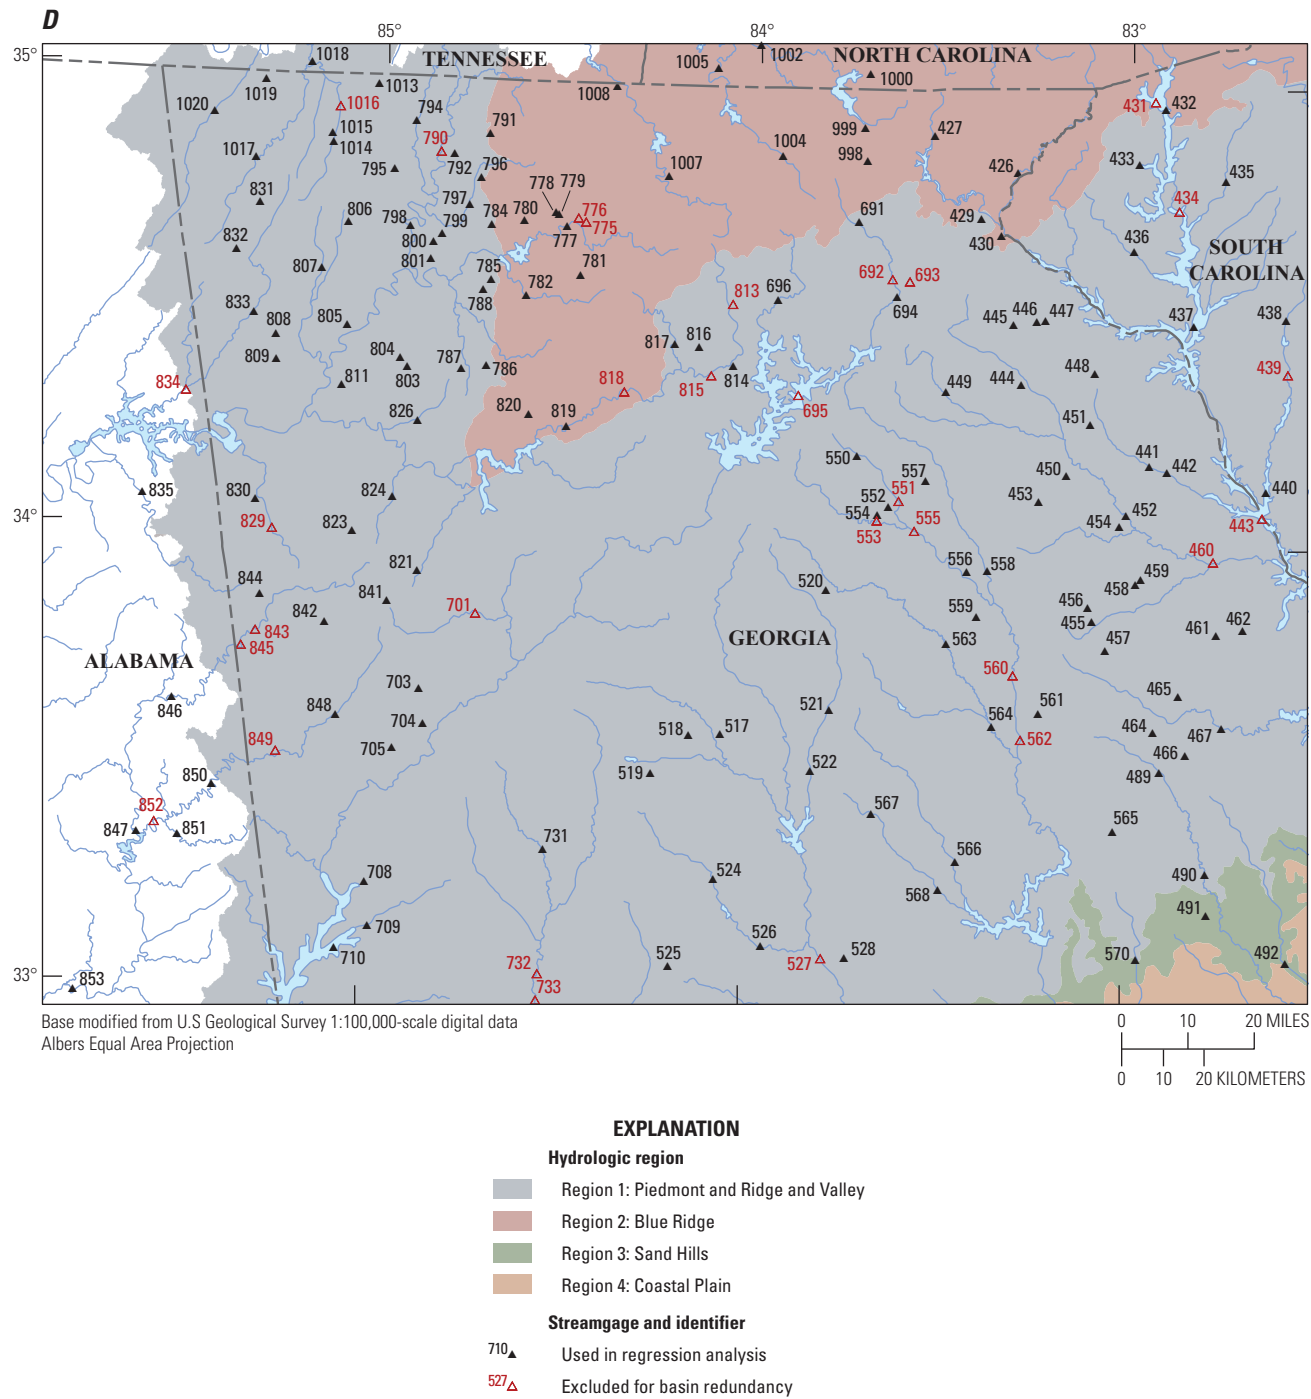 D
85° 84° 83°
1018 TENNESSEE 1002 NORTH CAROLINA
35°
1005
1019 1013 1008 1000
1020 1016 794 431 432
1015 790 791 999 427
1014
1017 795 792 796 1007 1004 998 426 433 435
831 797 778 779
806 798 799 784 780 776 691 429 434
775
832 800 777 430 436 SOUTH
801 CAROLINA
807 785 782 781 692 693
788
833 813 696 694 446 447 437 438
808 805 445
809 804 787 817 816
834 811 803 786 818 815 814 449 444 448 439
826 820 819 695 451
835 550 557 450 441 442
830 824 552 551 453 440
34°
829 823 554 553 555 454 452 443
821 460
844 841 520 556 558 458 459
842 701 559 456
843 455
845 GEORGIA 563 457 461 462
ALABAMA
846 703 560 465
848 704 518 517 521 564 561 464 467
849 705 562 466
850 519 522 489
852 567
847 851 731 565
708 524 566 490
568
709 491
710 732 525 526 527 528 570 492
33°
853 733
Base modified from U.S Geological Survey 1:100,000-scale digital data
Albers Equal Area Projection
0 10 20 MILES
0 10 20 KILOMETERS
EXPLANATION
Hydrologic region
Region 1: Piedmont and Ridge and Valley
Region 2: Blue Ridge
Region 3: Sand Hills
Region 4: Coastal Plain
Streamgage and identifier
710 Used in regression analysis
527 Excluded for basin redundancy